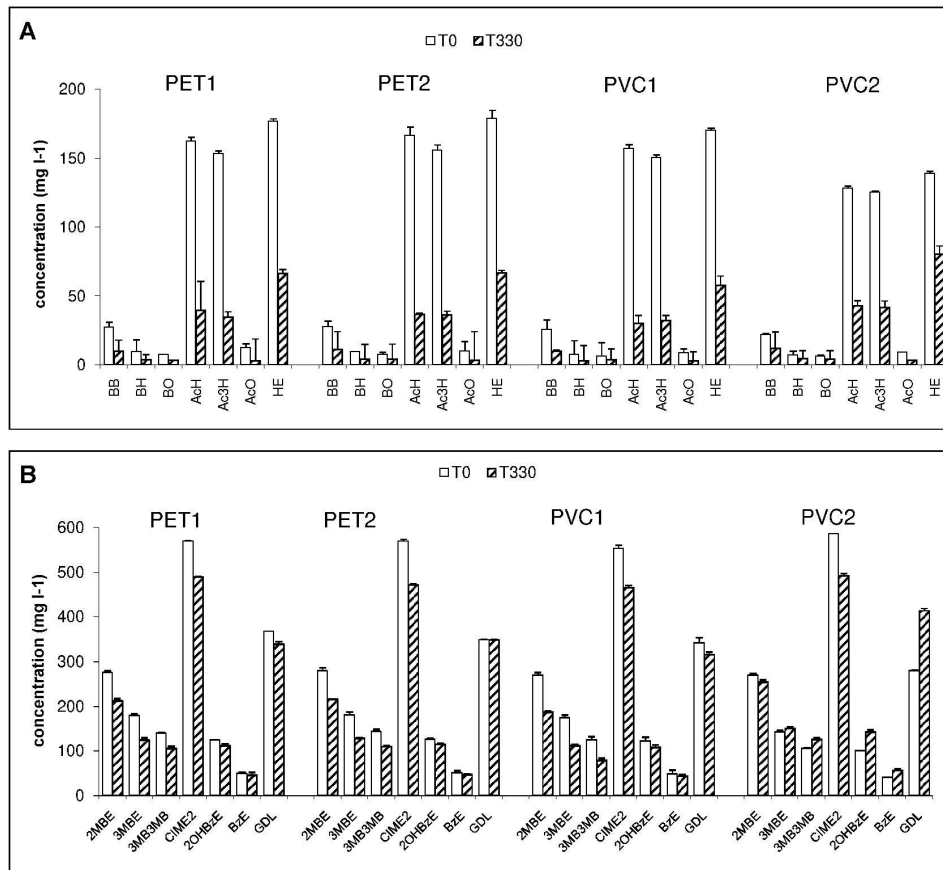 A
T0 T330
PET1 PET2 PVC1 PVC2
concentration (mg l-1)
200
150
100
50
0
BB BH BO AcH Ac3H AcO HE BB BH BO AcH Ac3H AcO HE BB BH BO AcH Ac3H AcO HE BB BH BO AcH Ac3H AcO HE
B
T0 T330
PET1 PET2 PVC1 PVC2
concentration (mg l-1)
600
500
400
300
200
100
0
2MBE 3MBE 3MB3MB CIME2 2OHBzE BzE GDL 2MBE 3MBE 3MB3MB CIME2 2OHBzE BzE GDL 2MBE 3MBE 3MB3MB CIME2 2OHBzE BzE GDL 2MBE 3MBE 3MB3MB CIME2 2OHBzE BzE GDL